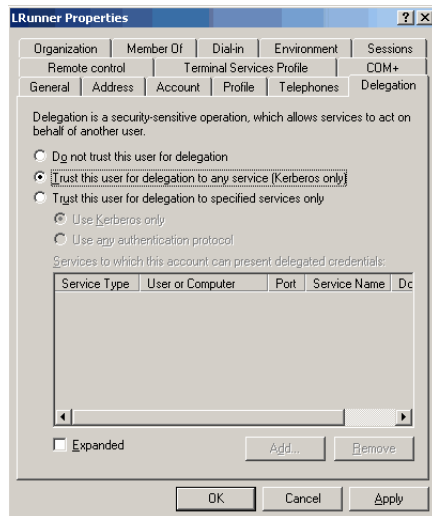 LRunner Properties
Organization Member Of Dial-in Environment Sessions
Remote control Terminal Services Profile COM+
General Address Account Profile Telephones Delegation
Delegation is a security-sensitive operation, which allows services to act on
behalf of another user.
Do not trust this user for delegation
Trust this user for delegation to any service (Kerberos only)
Trust this user for delegation to specified services only
Use Kerberos only
Use any authentication protocol
Services to which this account can present delegated credentials:
Service Type User or Computer Port Service Name Dc
Expanded Add... Remove
OK Cancel Apply